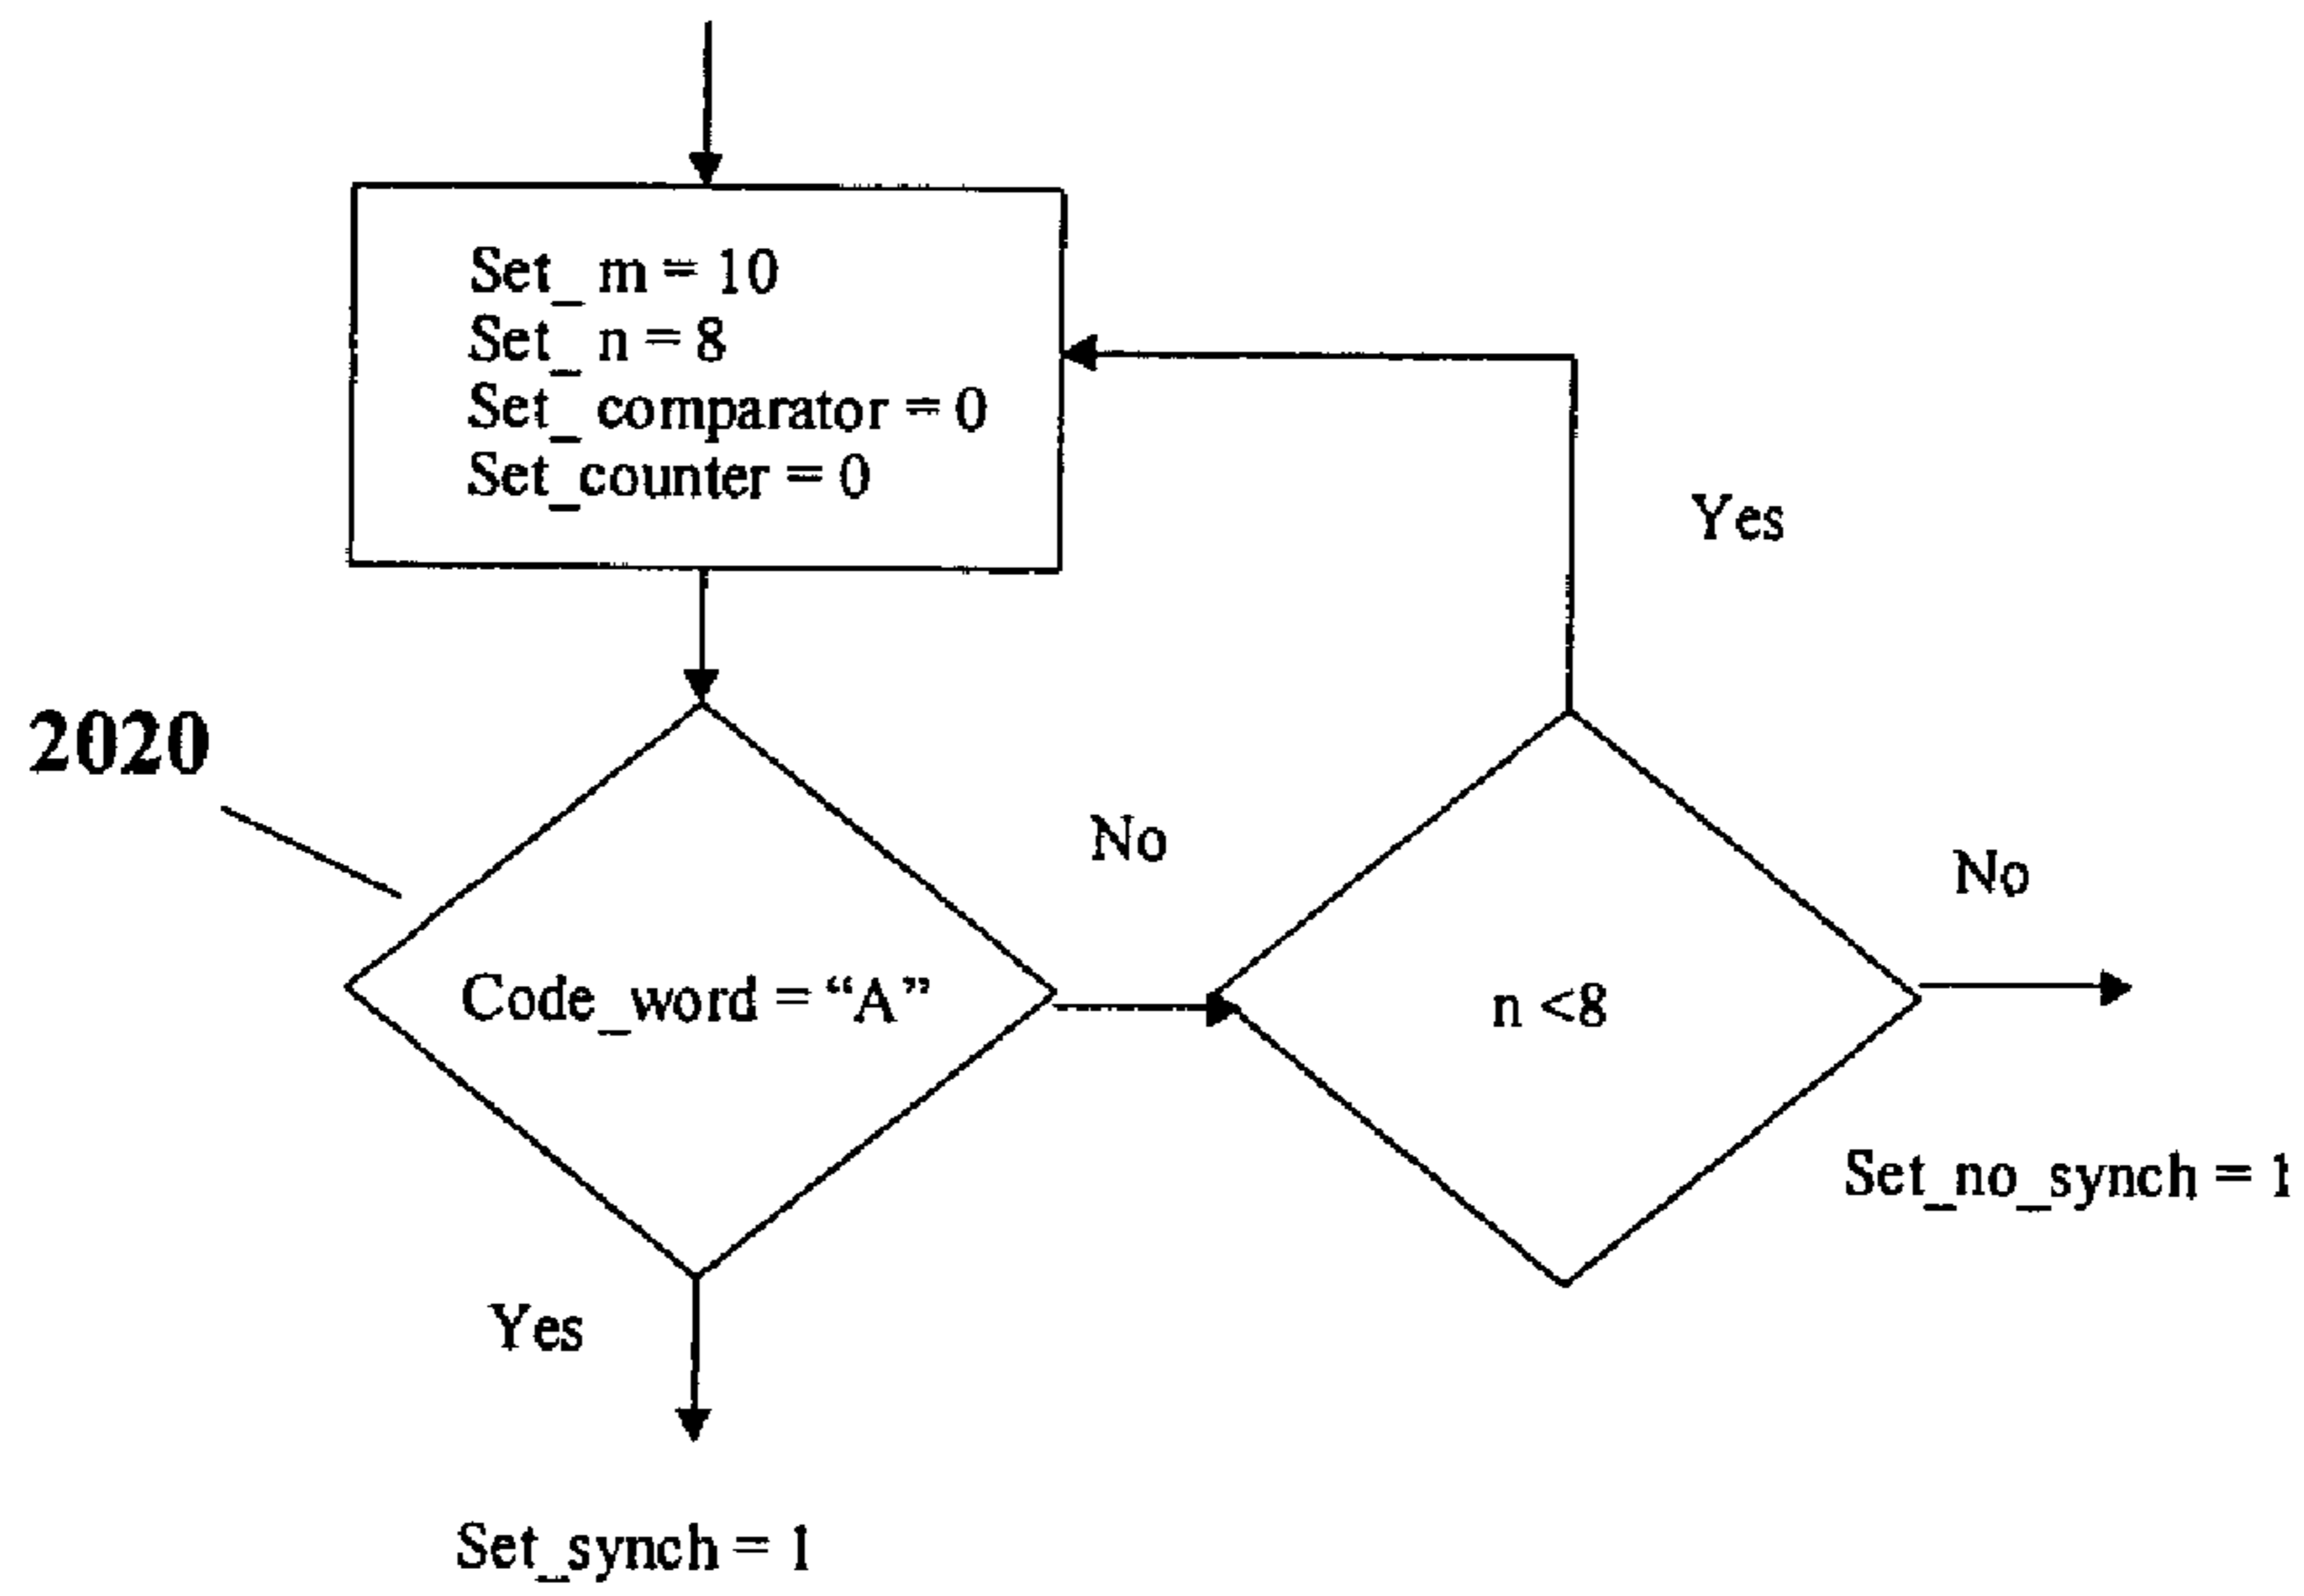 Set_ m = 10
Set_ n = 8
Set_ comparator = 0
Set_counter = 0
Yes
2020
No
No
Code_word = “A”
n <8
Set_no_synch = 1
Yes
Set_synch = 1